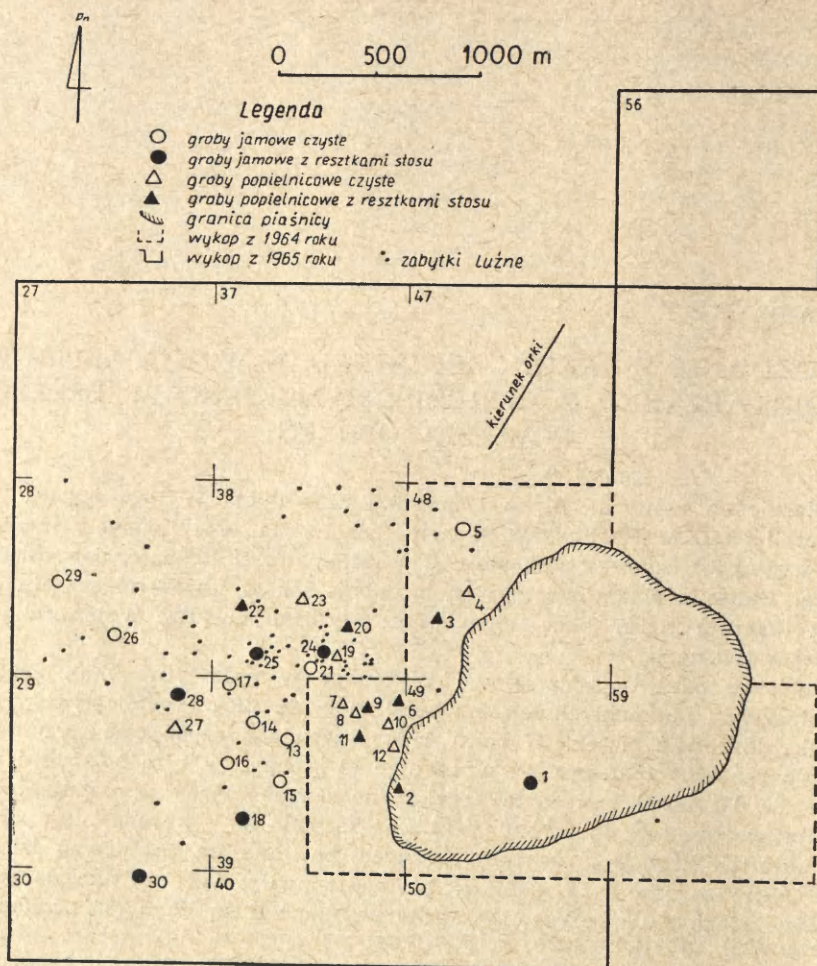 Pn
0 500 1000 m
Legenda
groby jamowe czyste
groby jamowe z resztkami stosu
groby popielnicowe czyste
groby popielnicowe z resztkami stosu
granica piaśnicy
wykop z 1964 roku
wykop z 1965 roku zabytki luźne
56
27 37 47
kierunek orki
28 38 48
5
29
4
22 23
3
20
26
24
25 19
21
29 17 49 59
28
7 9 6
8
27 14 10
13 11
12
16
15 1
2
18
39
30 30 40 50